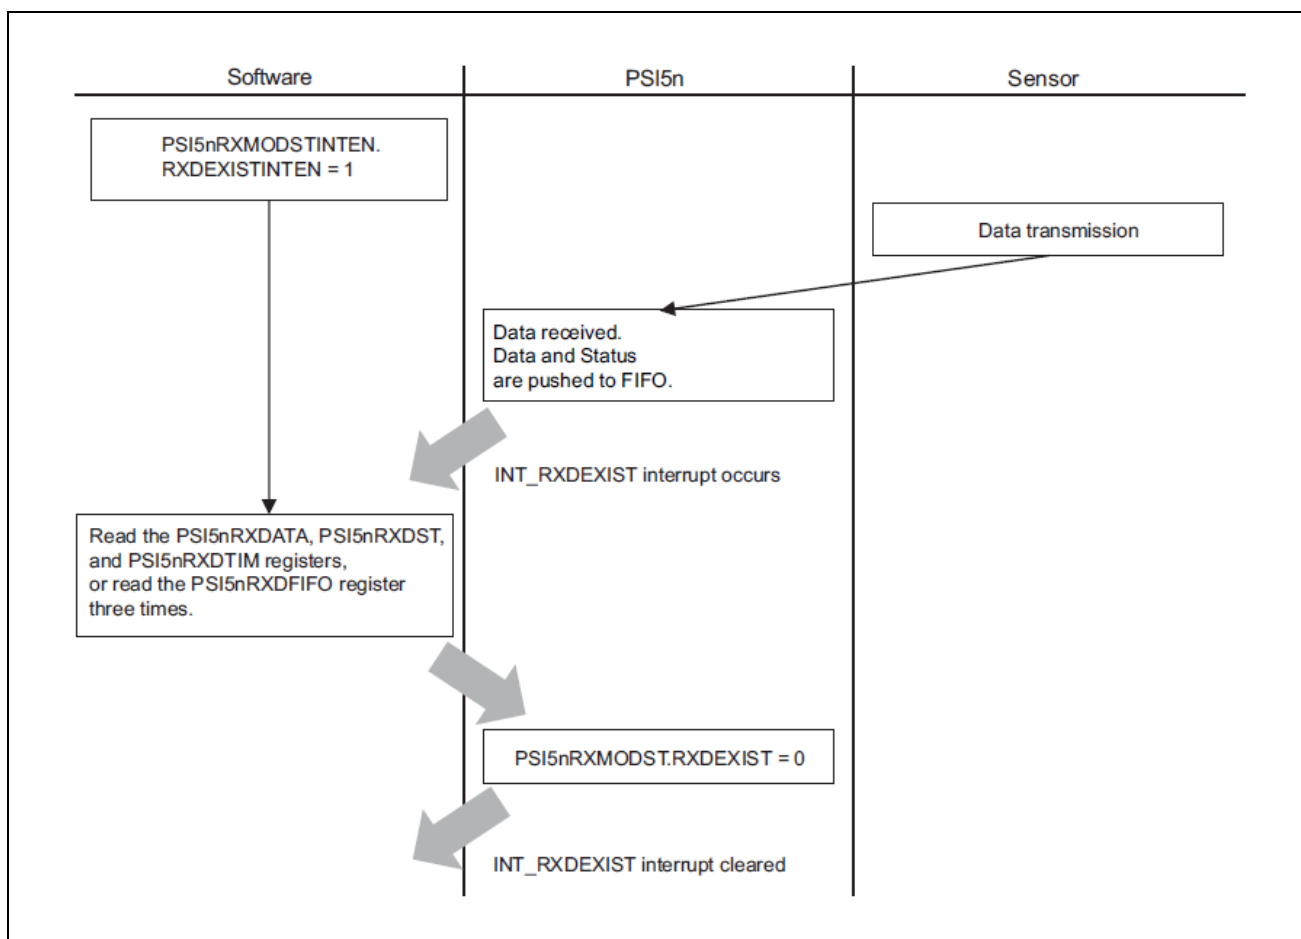 Software
PSI5n
Sensor
PSI5nRXMODSTINTEN.
RXDEXISTINTEN = 1
Data transmission
Data received.
Data and Status
are pushed to FIFO.
INT_RXDEXIST interrupt occurs
Read the PSI5nRXDATA, PSI5nRXDST,
and PSI5nRXDTIM registers,
or read the PSI5nRXDFIFO register
three times.
PSI5nRXMODST.RXDEXIST = 0
INT_RXDEXIST interrupt cleared